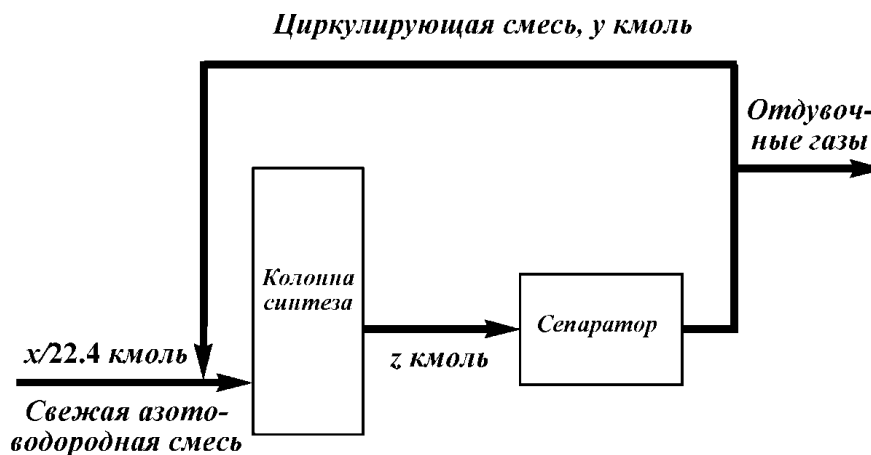 Циркулирующая смесь, y кмоль
Отдувоч-
ные газы
Колонна
синтеза
Сепаратор
x/22.4 кмоль
z кмоль
Свежая азото-
водородная смесь